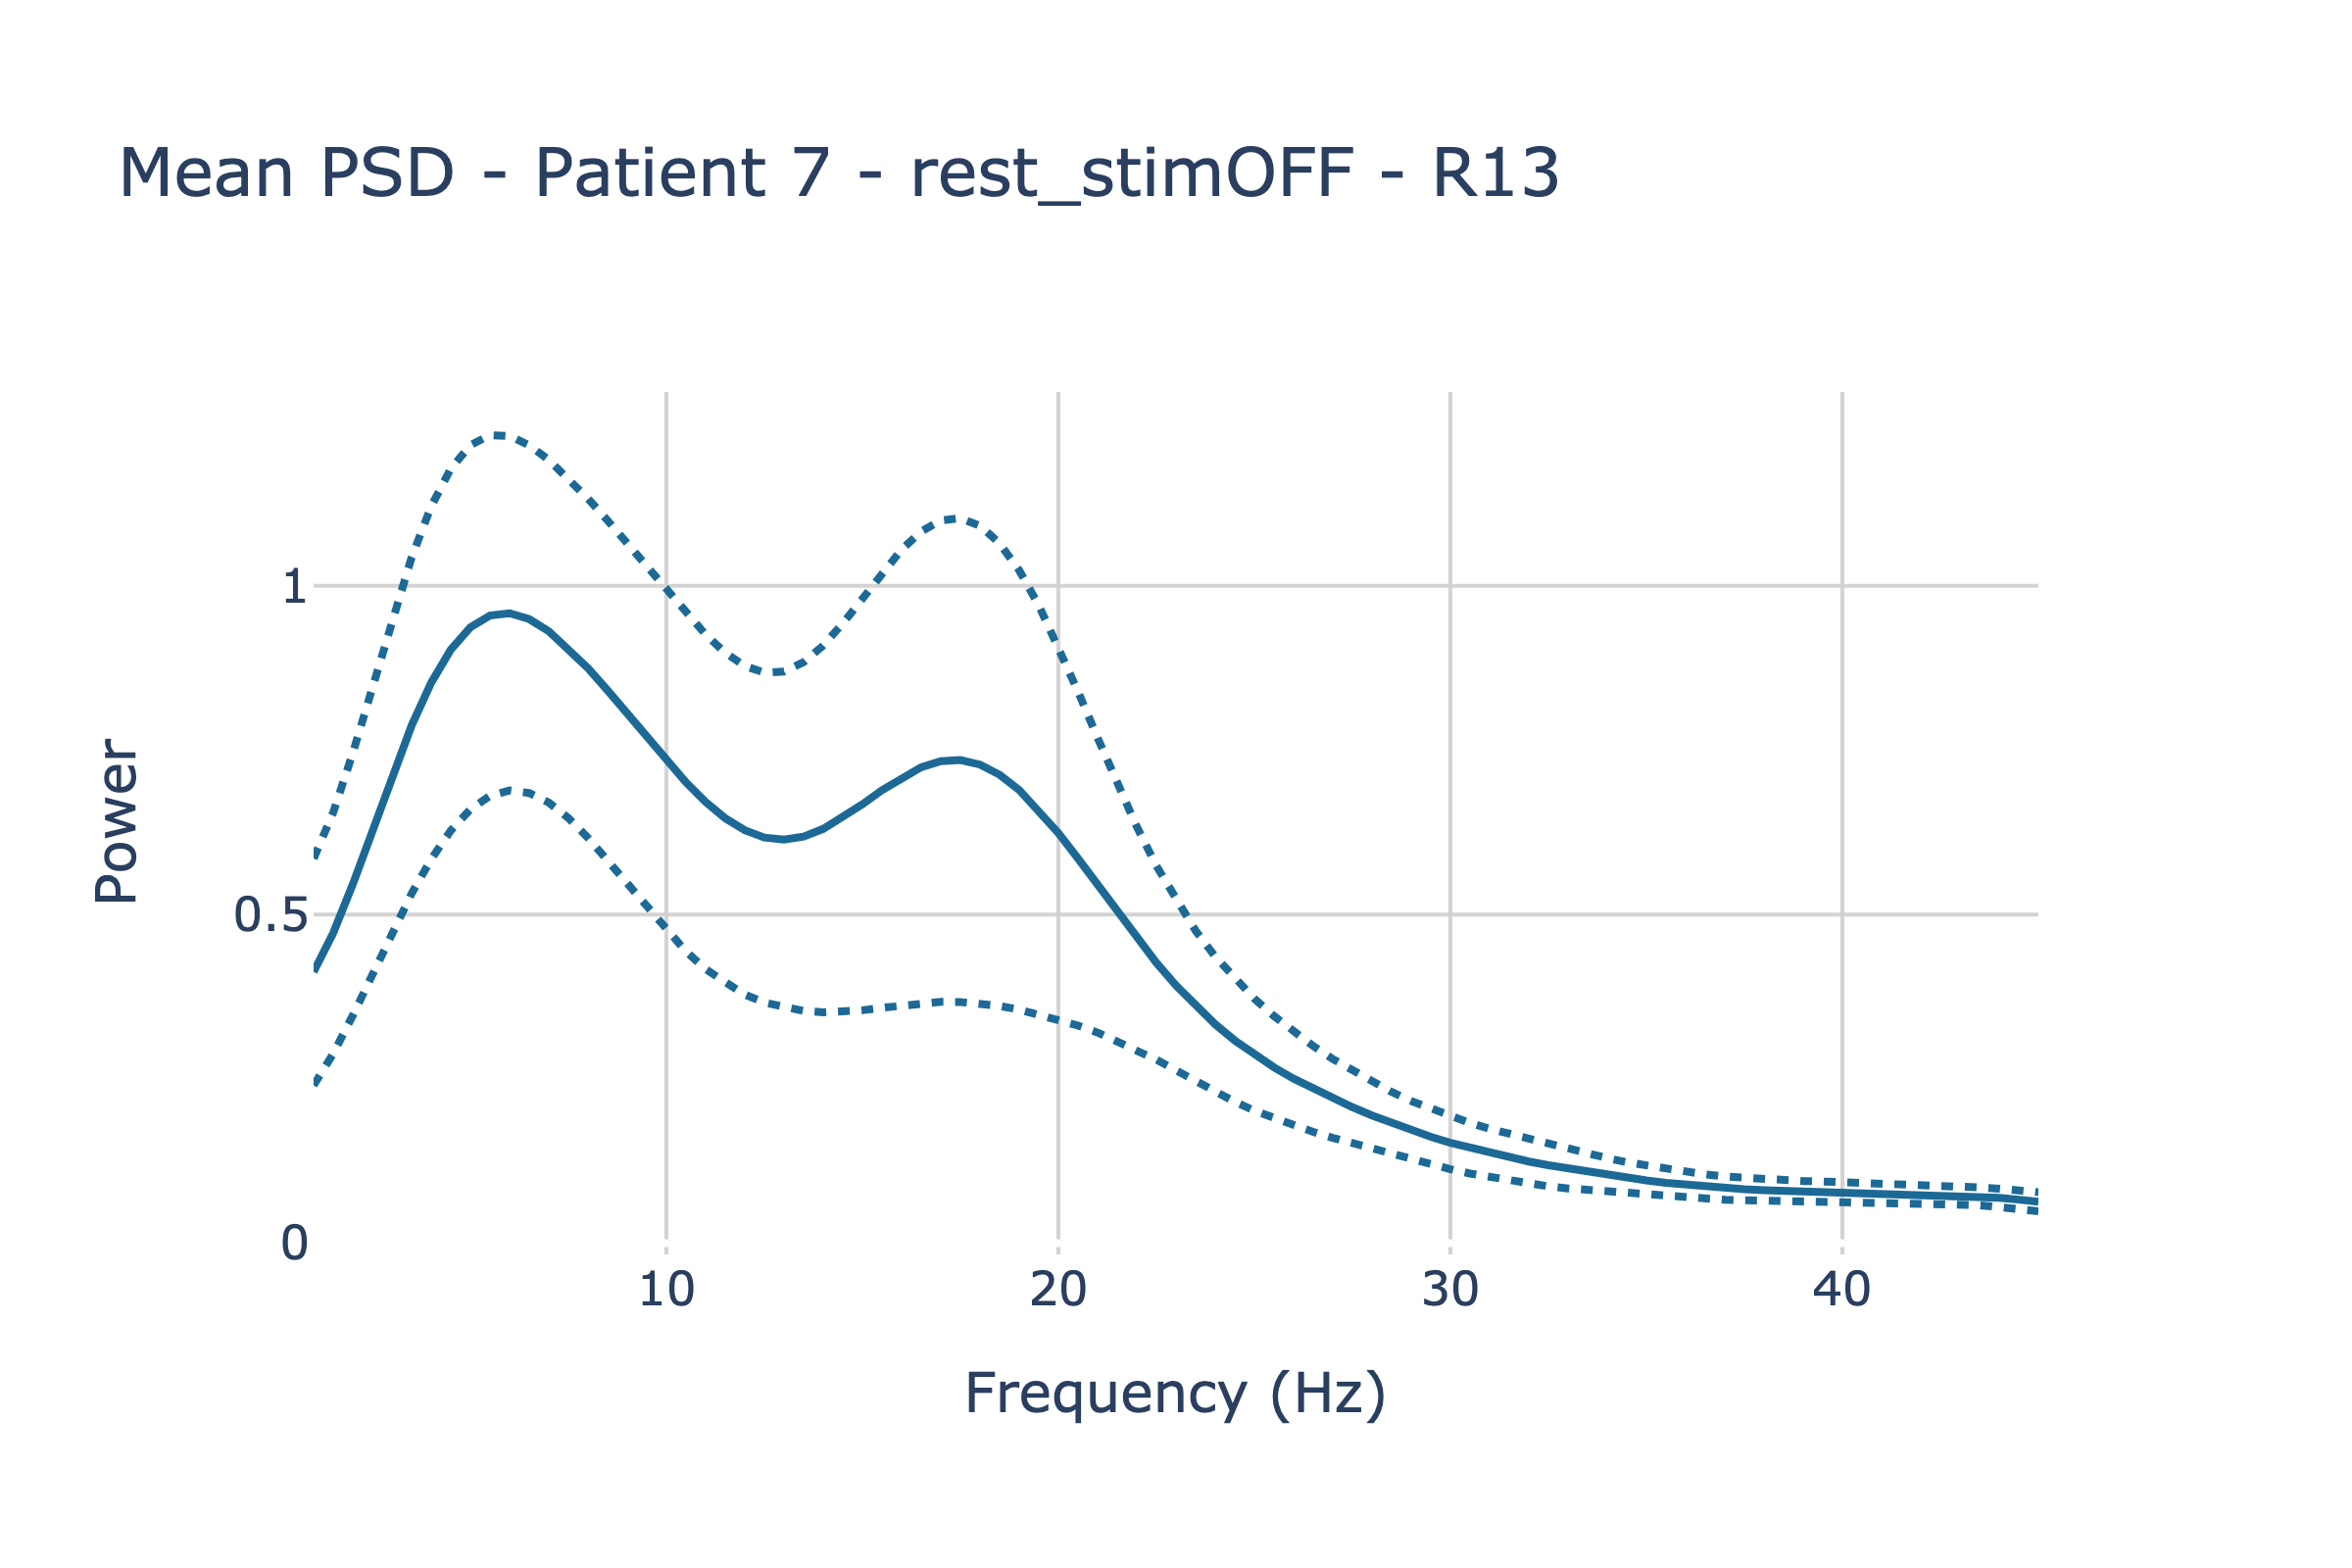 Mean PSD - Patient 7 - rest_stimOFF - R13
Power
1
0.5
0
10 20 30 40
Frequency (Hz)